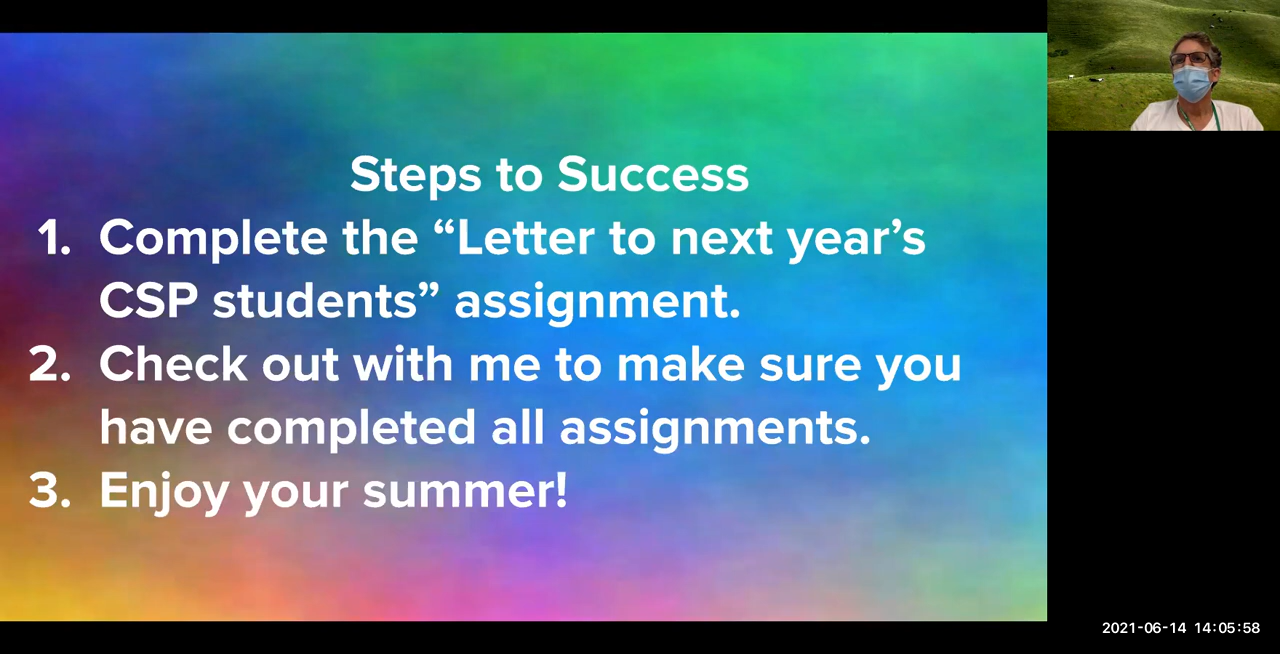 Steps to Success
1. Complete the “Letter to next year’s
CSP students” assignment.
2. Check out with me to make sure you
have completed all assignments.
3. Enjoy your summer!
2021-06-14 14:05:58